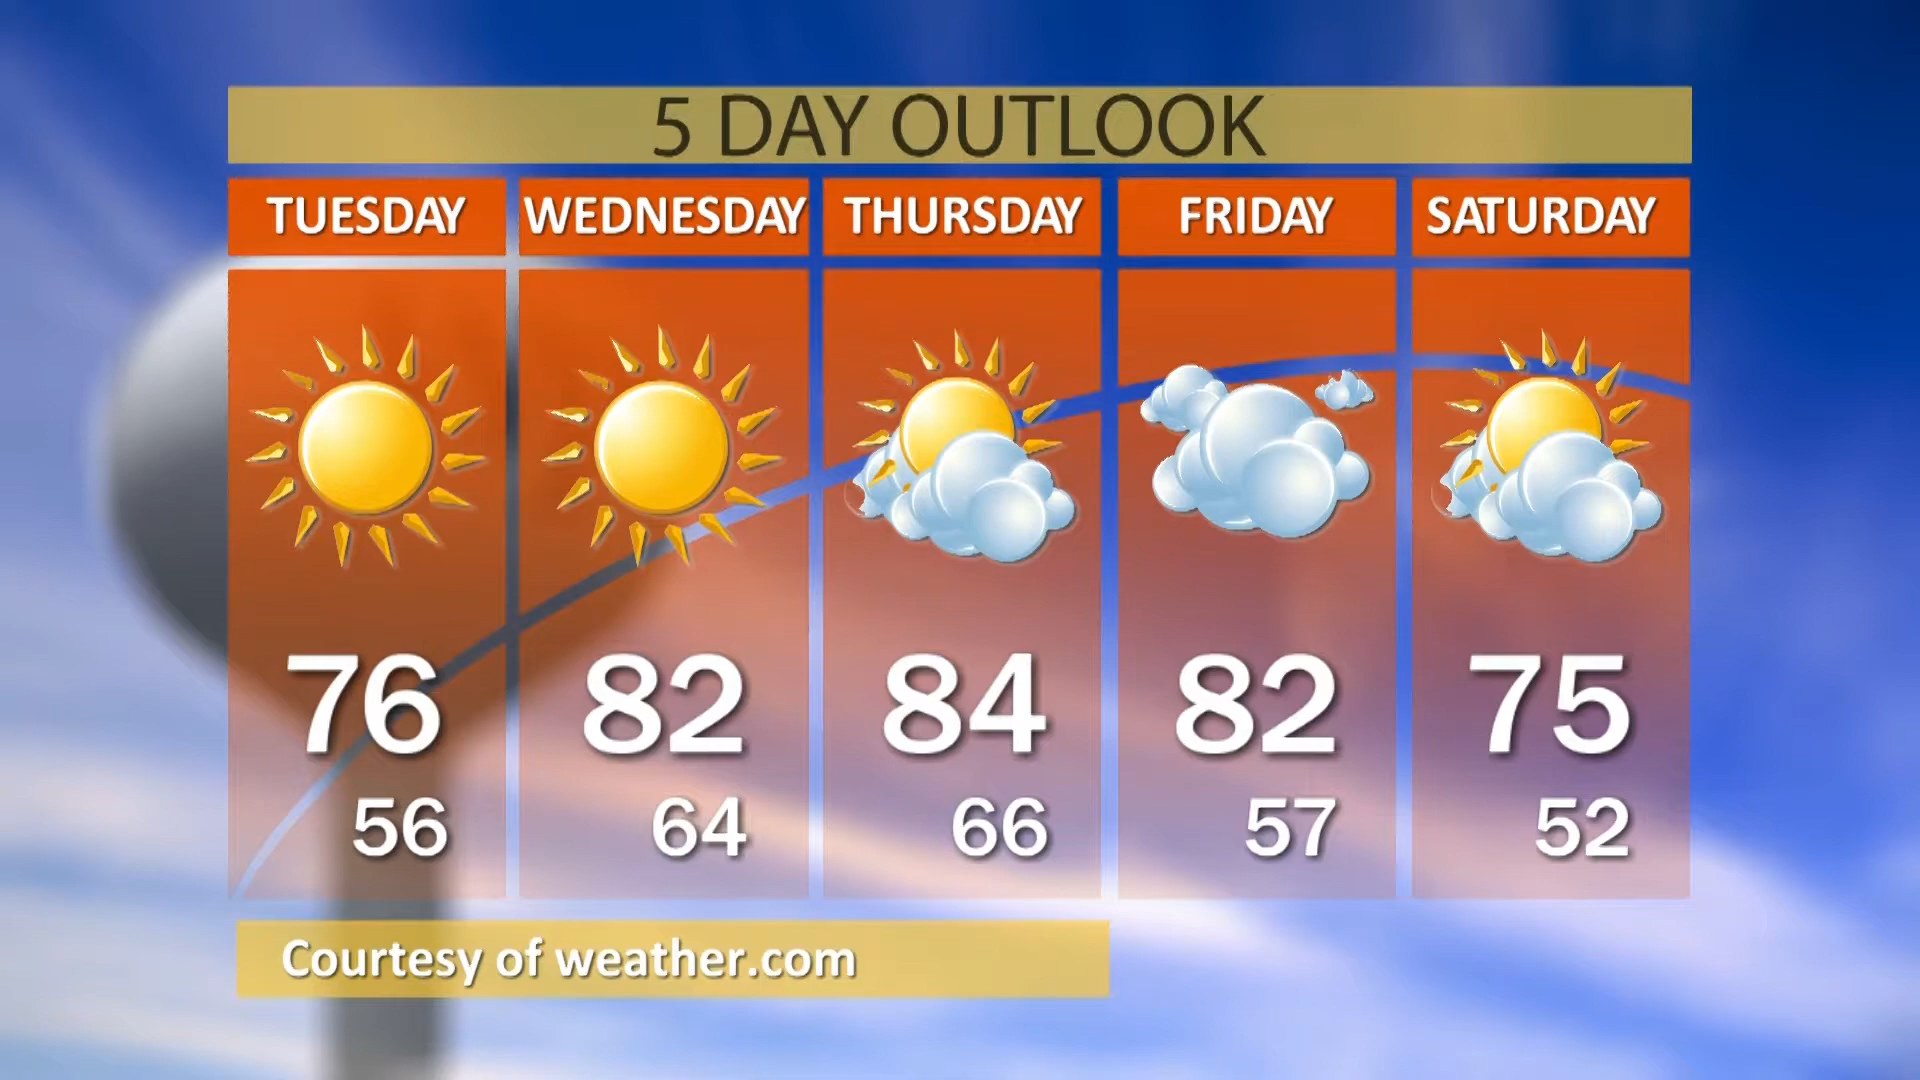 5 DAY OUTLOOK
TUESDAY WEDNESDAY THURSDAY FRIDAY SATURDAY
76 82 84 82 75
56 64 66 57 52
Courtesy of weather.com